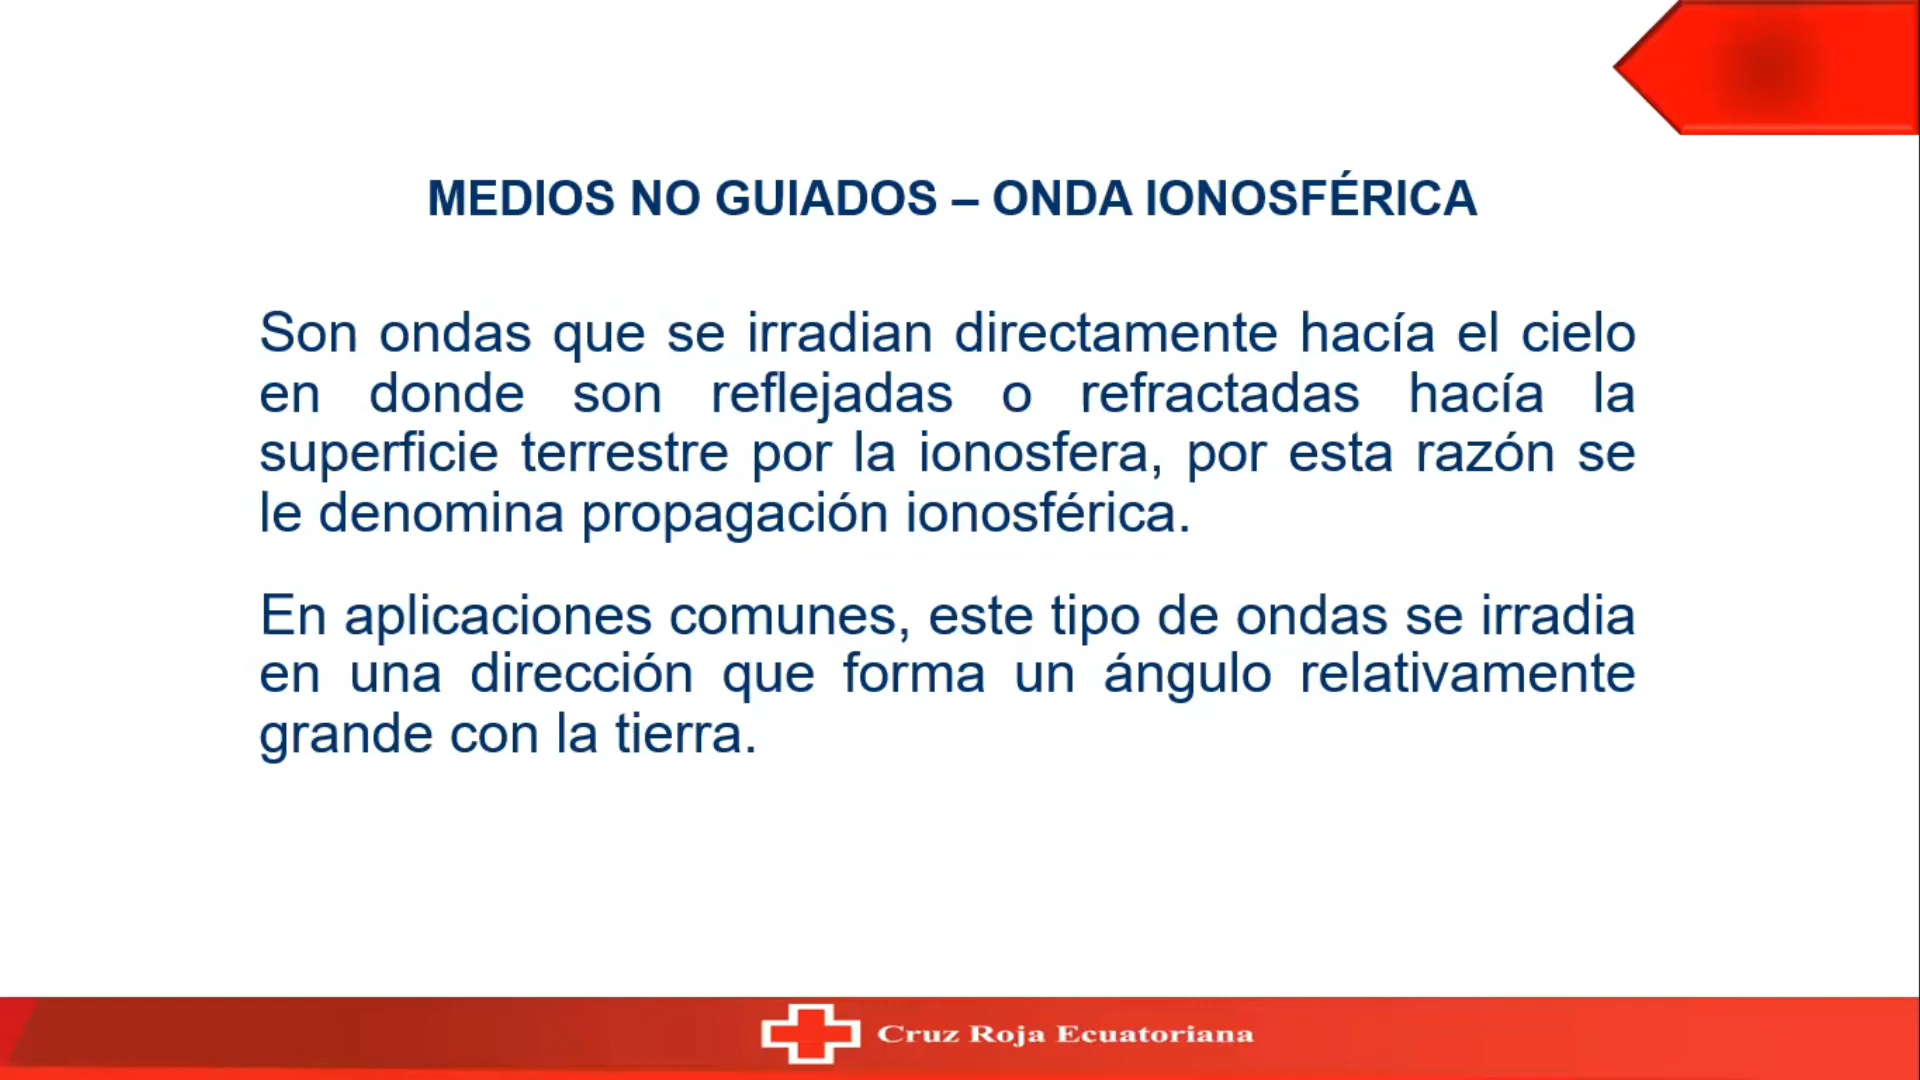 MEDIOS NO GUIADOS – ONDA IONOSFÉRICA
Son ondas que se irradian directamente hacía el cielo
en donde son reflejadas o refractadas hacía la
superficie terrestre por la ionosfera, por esta razón se
le denomina propagación ionosférica.
En aplicaciones comunes, este tipo de ondas se irradia
en una dirección que forma un ángulo relativamente
grande con la tierra.
Cruz Roja Ecuatoriana